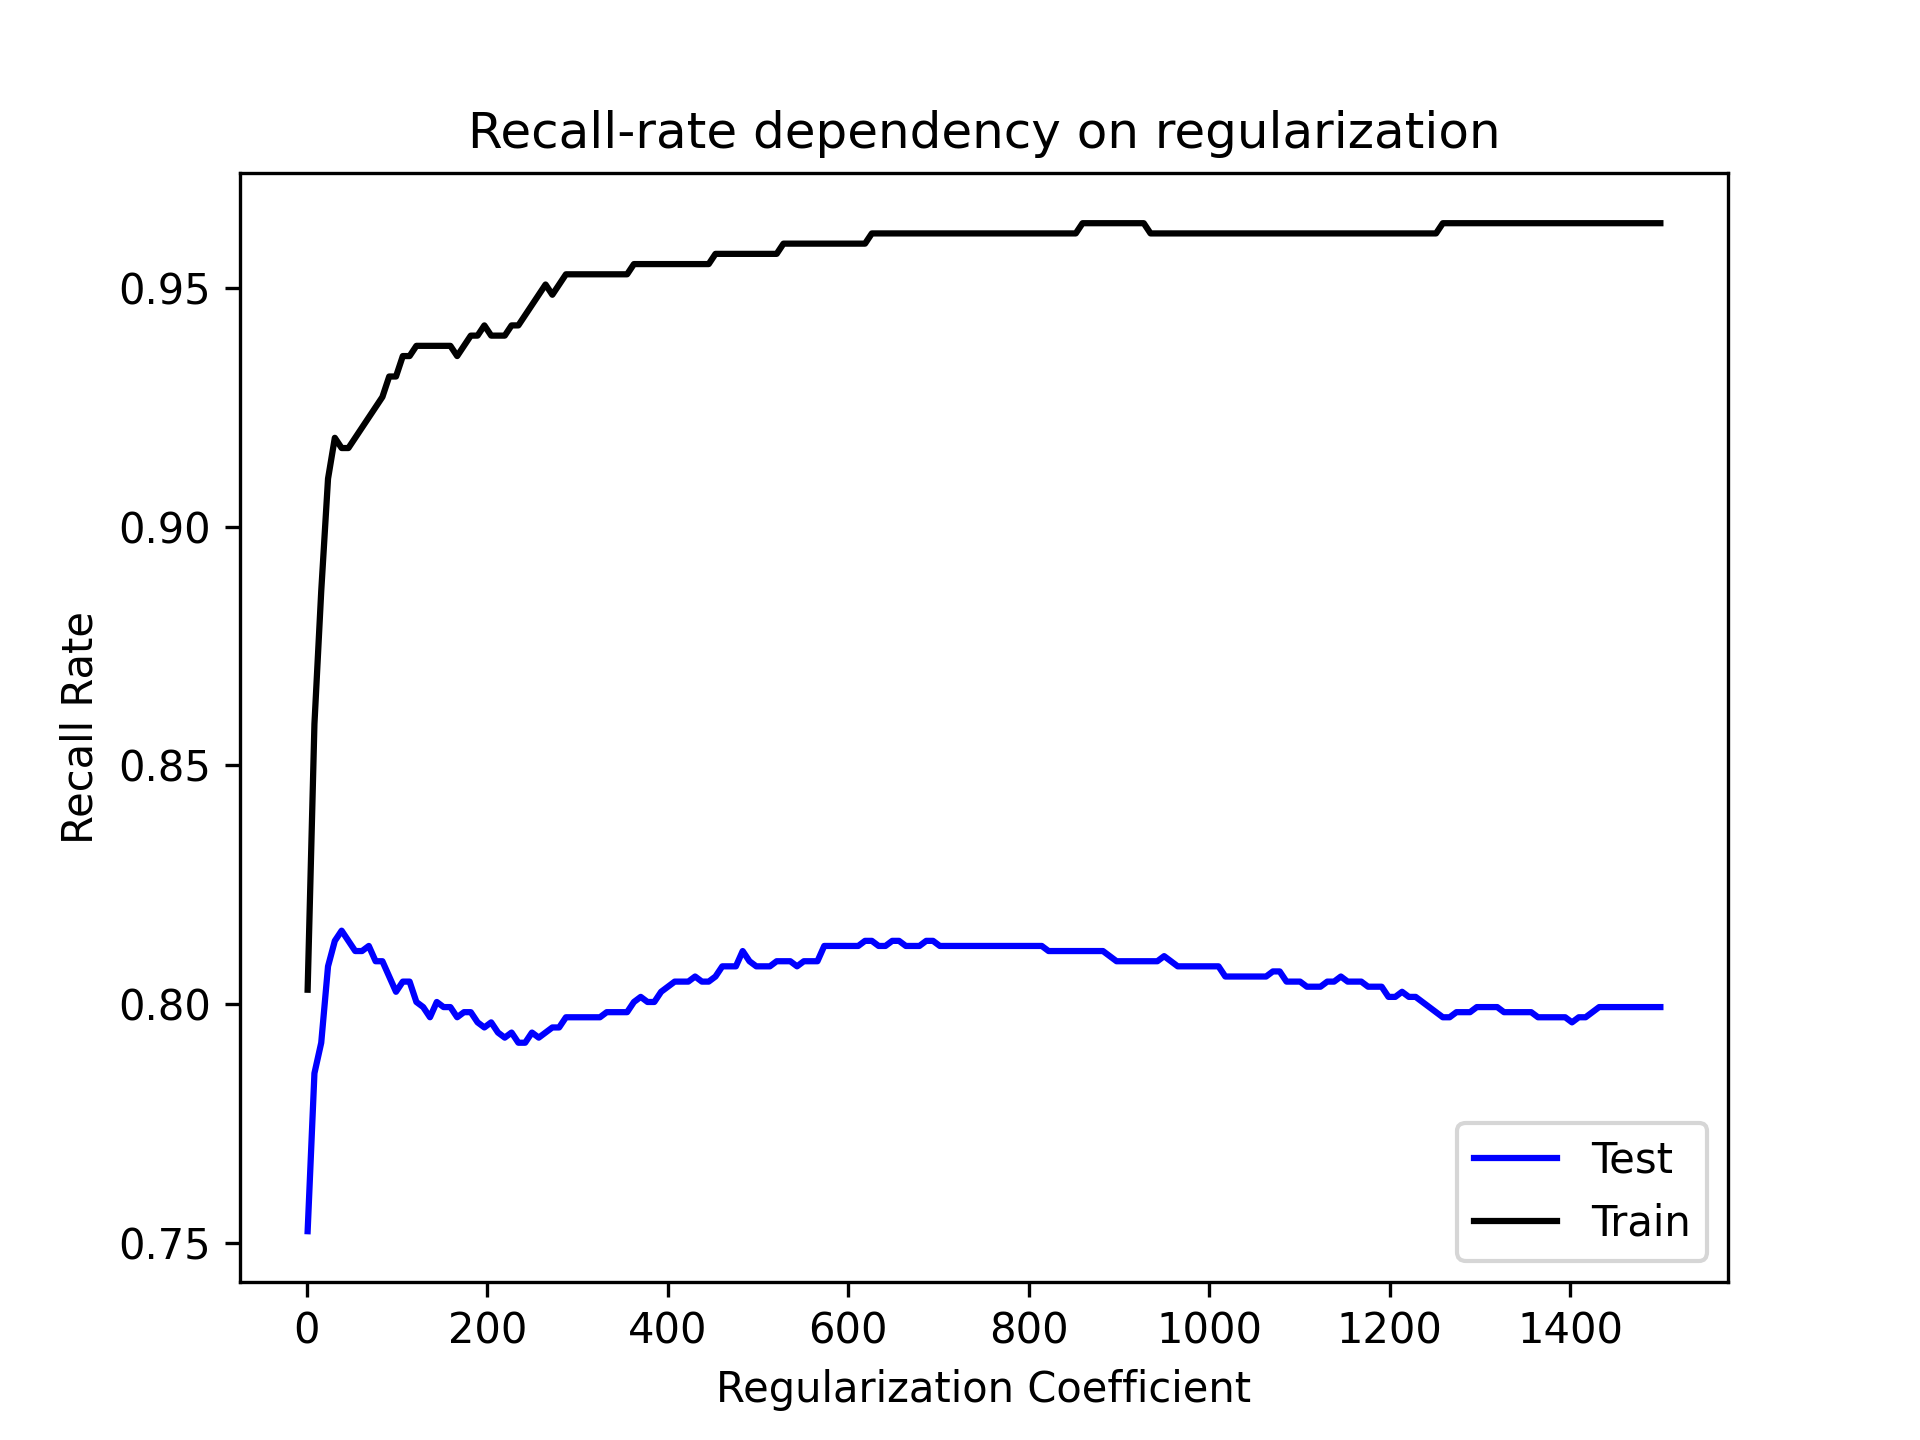 Recall-rate dependency on regularization
Recall Rate
0.95
0.90
0.85
0.80
0.75
0 200 400 600 800 1000 1200 1400
Regularization Coefficient
Test
Train